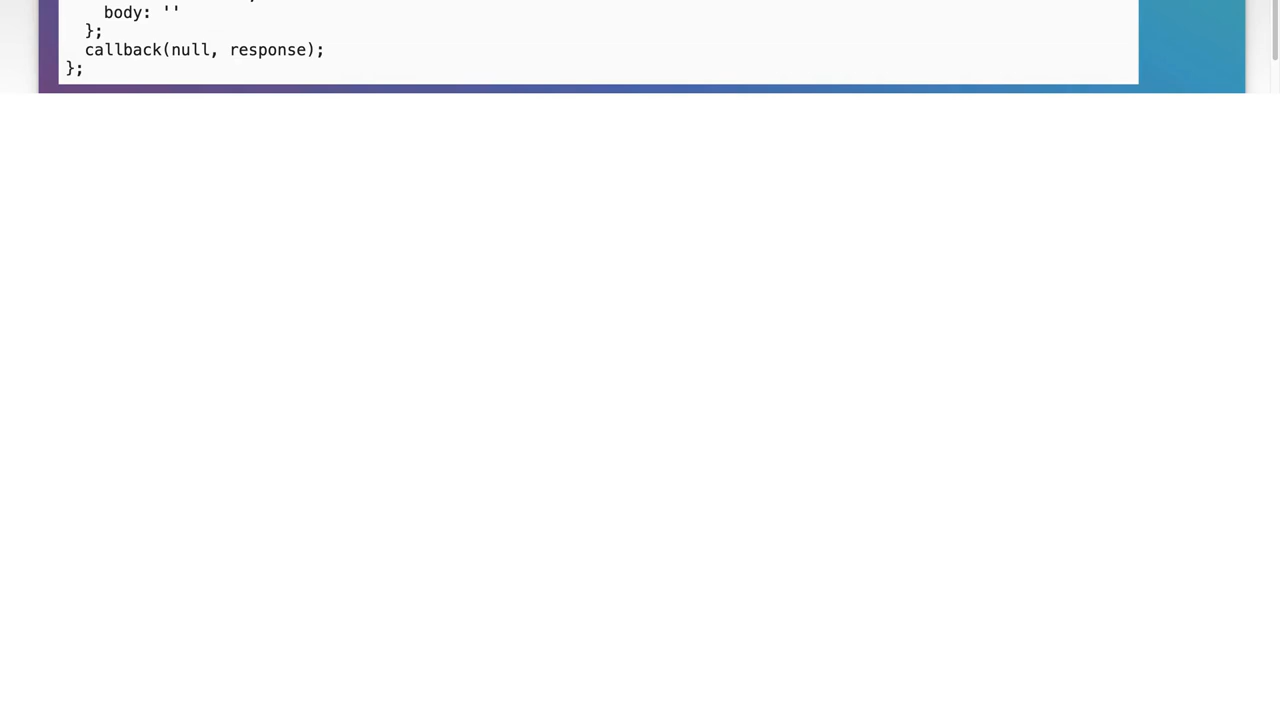 body: ''
};
callback(null, response);
};